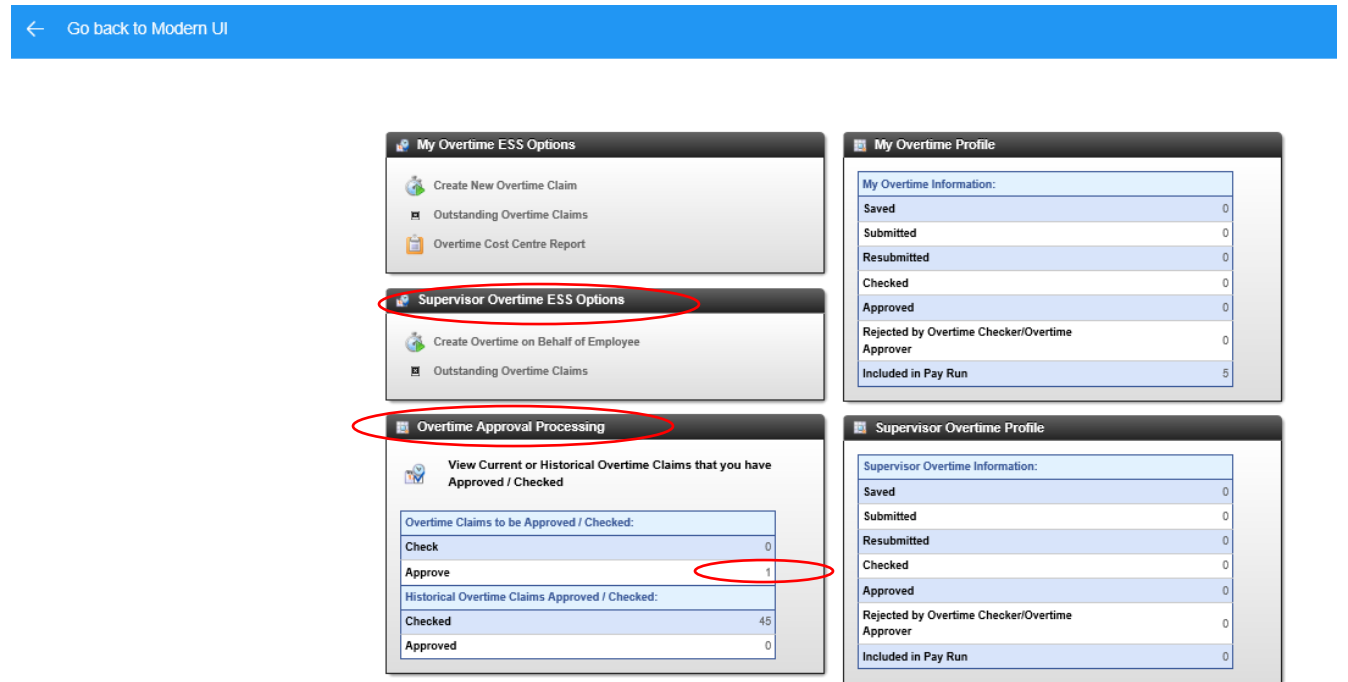 Go back to Modern UI
My Overtime ESS Options
Create New Overtime Claim
Outstanding Overtime Claims
Overtime Cost Centre Report
Supervisor Overtime ESS Options
Create Overtime on Behalf of Employee
Outstanding Overtime Claims
Overtime Approval Processing
View Current or Historical Overtime Claims that you have
Approved / Checked
Overtime Claims to be Approved / Checked:
Check 0
Approve 1
Historical Overtime Claims Approved / Checked:
Checked 45
Approved 0
My Overtime Profile
My Overtime Information:
Saved 0
Submitted 0
Resubmitted 0
Checked 0
Approved 0
Rejected by Overtime Checker/Overtime
Approver 0
Included in Pay Run 5
Supervisor Overtime Profile
Supervisor Overtime Information:
Saved 0
Submitted 0
Resubmitted 0
Checked 0
Approved 0
Rejected by Overtime Checker/Overtime
Approver 0
Included in Pay Run 0